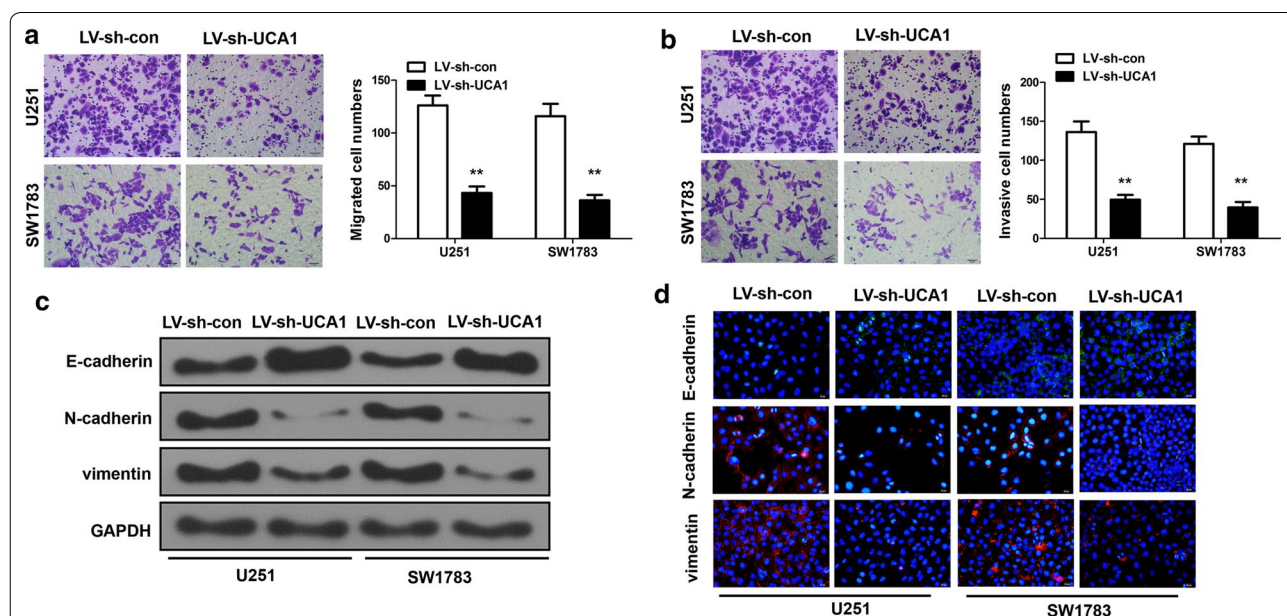 a
LV-sh-con LV-sh-UCA1
U251
SW1783
LV-sh-con
LV-sh-UCA1
Migrated cell numbers
150
100
50
0
**
**
U251 SW1783
b
LV-sh-con LV-sh-UCA1
U251
SW1783
LV-sh-con
LV-sh-UCA1
Invasive cell numbers
200
150
100
50
0
**
**
U251 SW1783
c
LV-sh-con LV-sh-UCA1 LV-sh-con LV-sh-UCA1
E-cadherin
N-cadherin
vimentin
GAPDH
U251 SW1783
d
LV-sh-con LV-sh-UCA1 LV-sh-con LV-sh-UCA1
E-cadherin
N-cadherin
vimentin
U251 SW1783